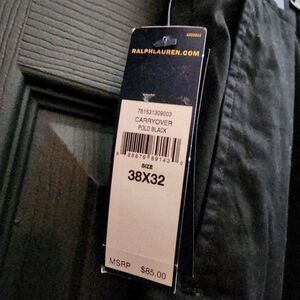 RALPHLAUREN.COM
781531309003
CARRYOVER
POLO BLACK
SIZE
38X32
MSRP $85.00